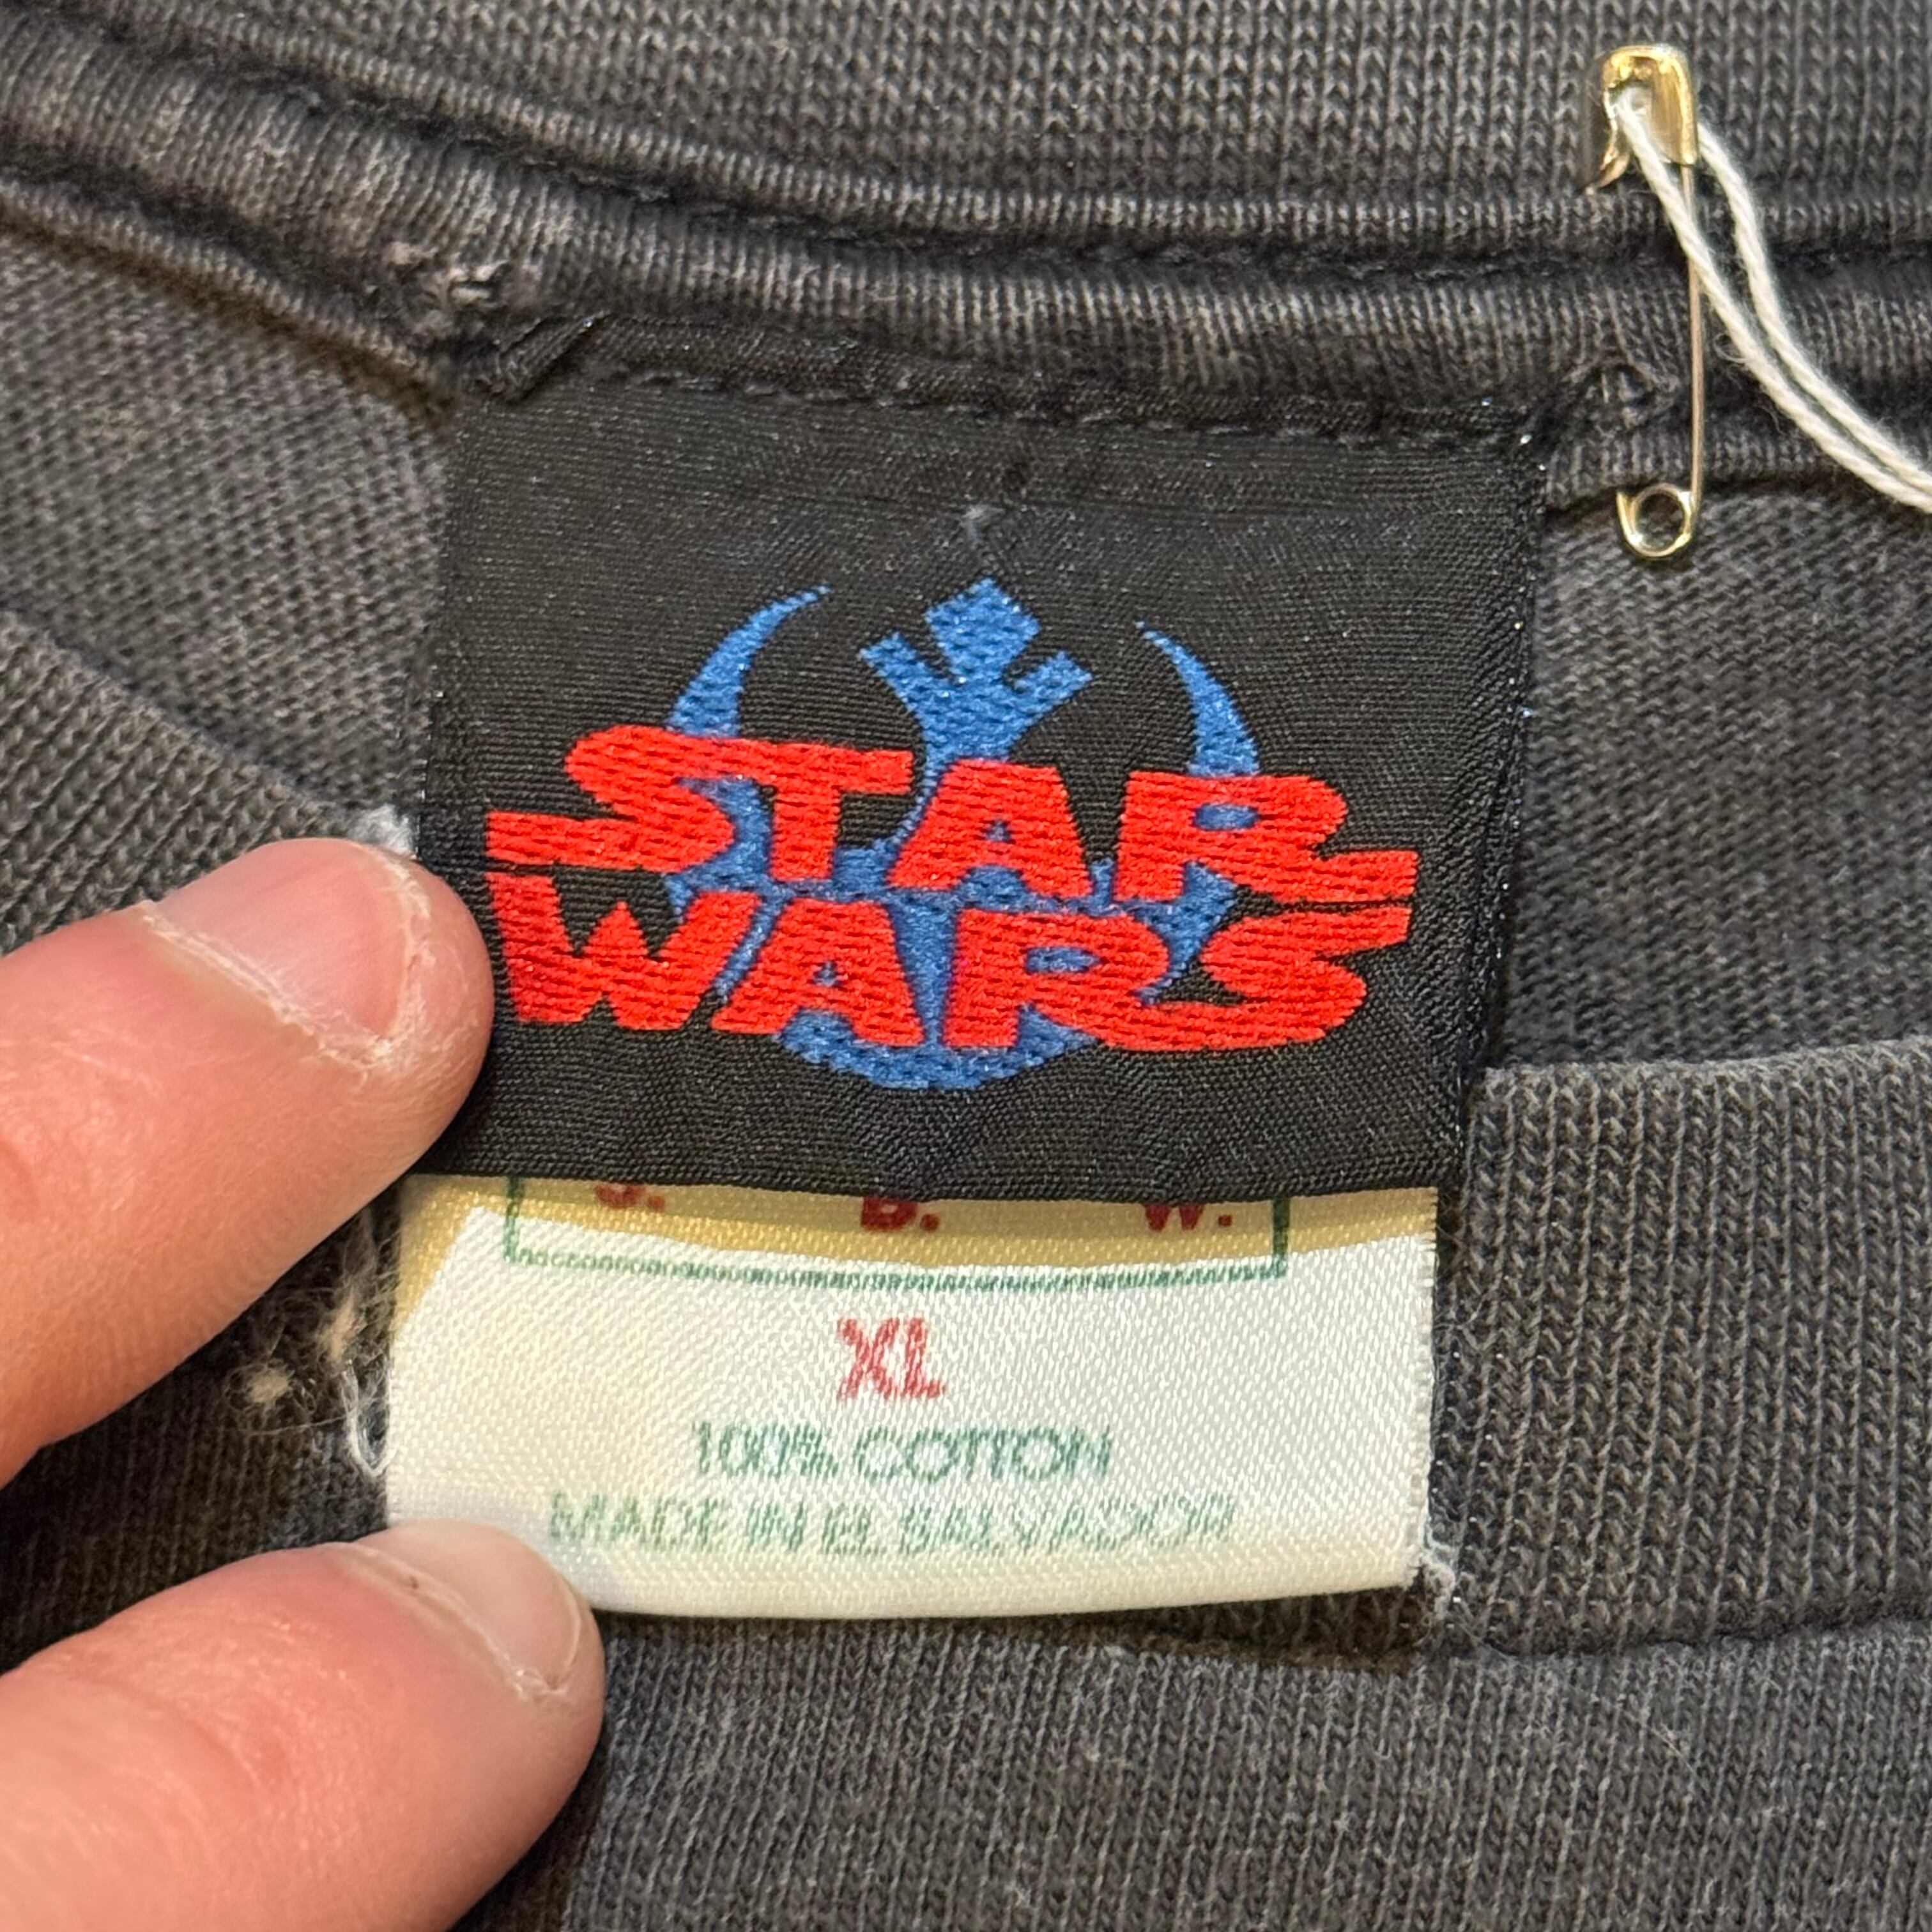 STAR
WARS
J. B. W.
XL
100% COTTON
MADE IN EL SALVADOR